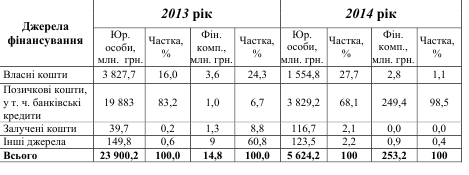 Джерела фінансування | 2013 рік | 2014 рік
Юр. особи, млн. грн. | Частка, % | Фін. комп., млн. грн. | Частка, % | Юр. особи, млн. грн. | Частка, % | Фін. комп., млн. грн. | Частка, %
Власні кошти | 3 827,7 | 16,0 | 3,6 | 24,3 | 1 554,8 | 27,7 | 2,8 | 1,1
Позичкові кошти, у т. ч. банківські кредити | 19 883 | 83,2 | 1,0 | 6,7 | 3 829,2 | 68,1 | 249,4 | 98,5
Залучені кошти | 39,7 | 0,2 | 1,3 | 8,8 | 116,7 | 2,1 | 0,0 | 0,0
Інші джерела | 149,8 | 0,6 | 9 | 60,8 | 123,5 | 2,2 | 0,9 | 0,4
Всього | 23 900,2 | 100,0 | 14,8 | 100,0 | 5 624,2 | 100 | 253,2 | 100